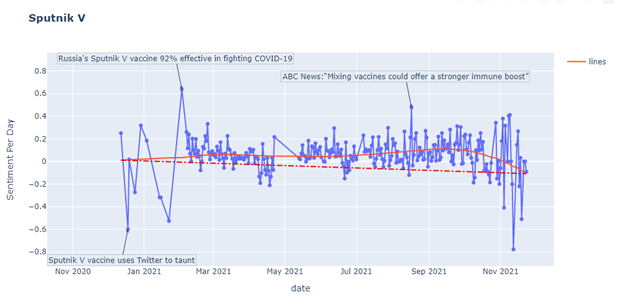 Sputnik V
Russia's Sputnik V vaccine 92% effective in fighting COVID-19
ABC News:“Mixing vaccines could offer a stronger immune boost”
lines
0.8
0.6
0.4
0.2
0
−0.2
−0.4
−0.6
−0.8
Sentiment Per Day
Sputnik V vaccine uses Twitter to taunt
Nov 2020
Jan 2021
Mar 2021
May 2021
Jul 2021
Sep 2021
Nov 2021
date